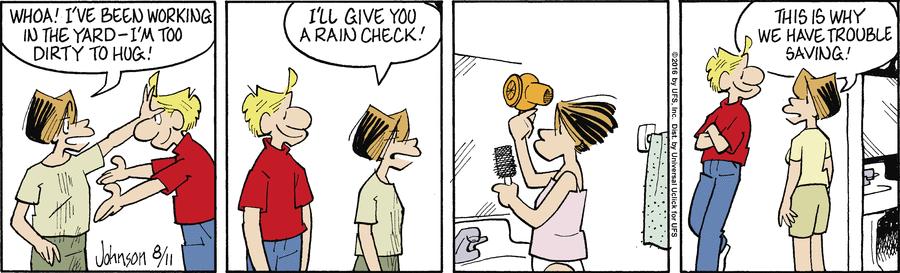 WHOA! I'VE BEEN WORKING
IN THE YARD–I'M TOO
DIRTY TO HUG!
Johnson 8/11
I'LL GIVE YOU
A RAIN CHECK!
©2016 by UFS, Inc. Dist. by Universal Uclick for UFS
THIS IS WHY
WE HAVE TROUBLE
SAVING!